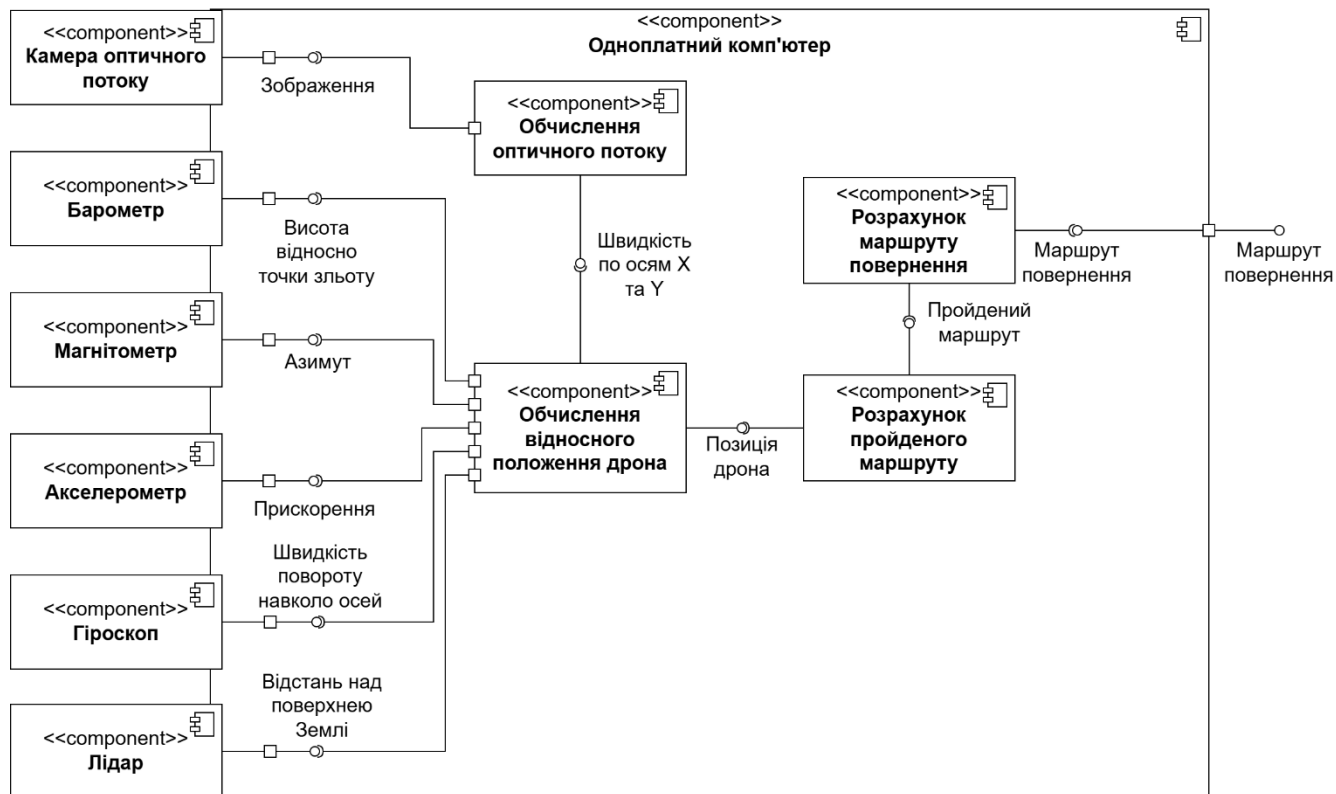 <<component>>
Одноплатний комп'ютер
<<component>>
Камера оптичного
потоку
Зображення
<<component>>
Обчислення
оптичного потоку
<<component>>
Барометр
Висота
відносно
точки зльоту
Швидкість
по осям X
та Y
<<component>>
Розрахунок
маршруту
повернення
Маршрут
повернення
Маршрут
повернення
<<component>>
Магнітометр
Азимут
Пройдений
маршрут
<<component>>
Обчислення
відносного
положення дрона
Позиція
дрона
<<component>>
Розрахунок
пройденого
маршруту
<<component>>
Акселерометр
Прискорення
<<component>>
Гіроскоп
Швидкість
повороту
навколо осей
<<component>>
Лідар
Відстань над
поверхнею
Землі